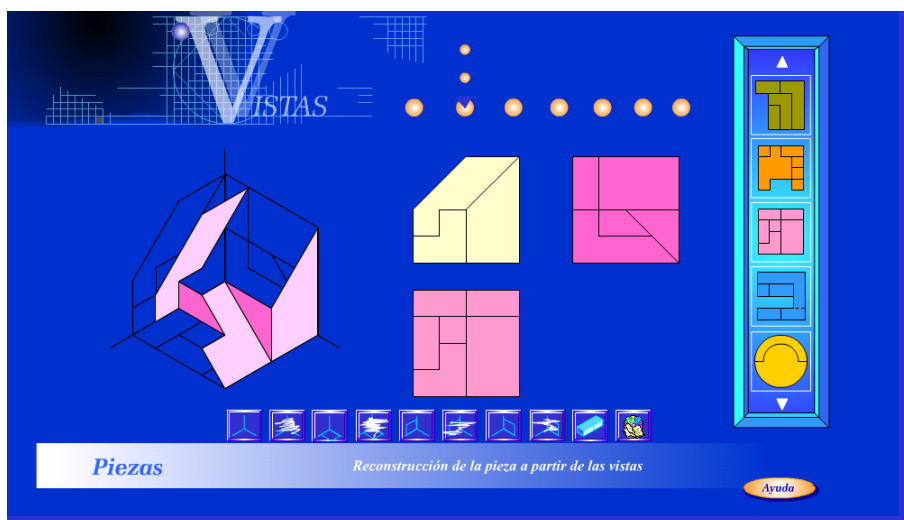 VISTAS
Piezas
Reconstrucción de la pieza a partir de las vistas
Ayuda